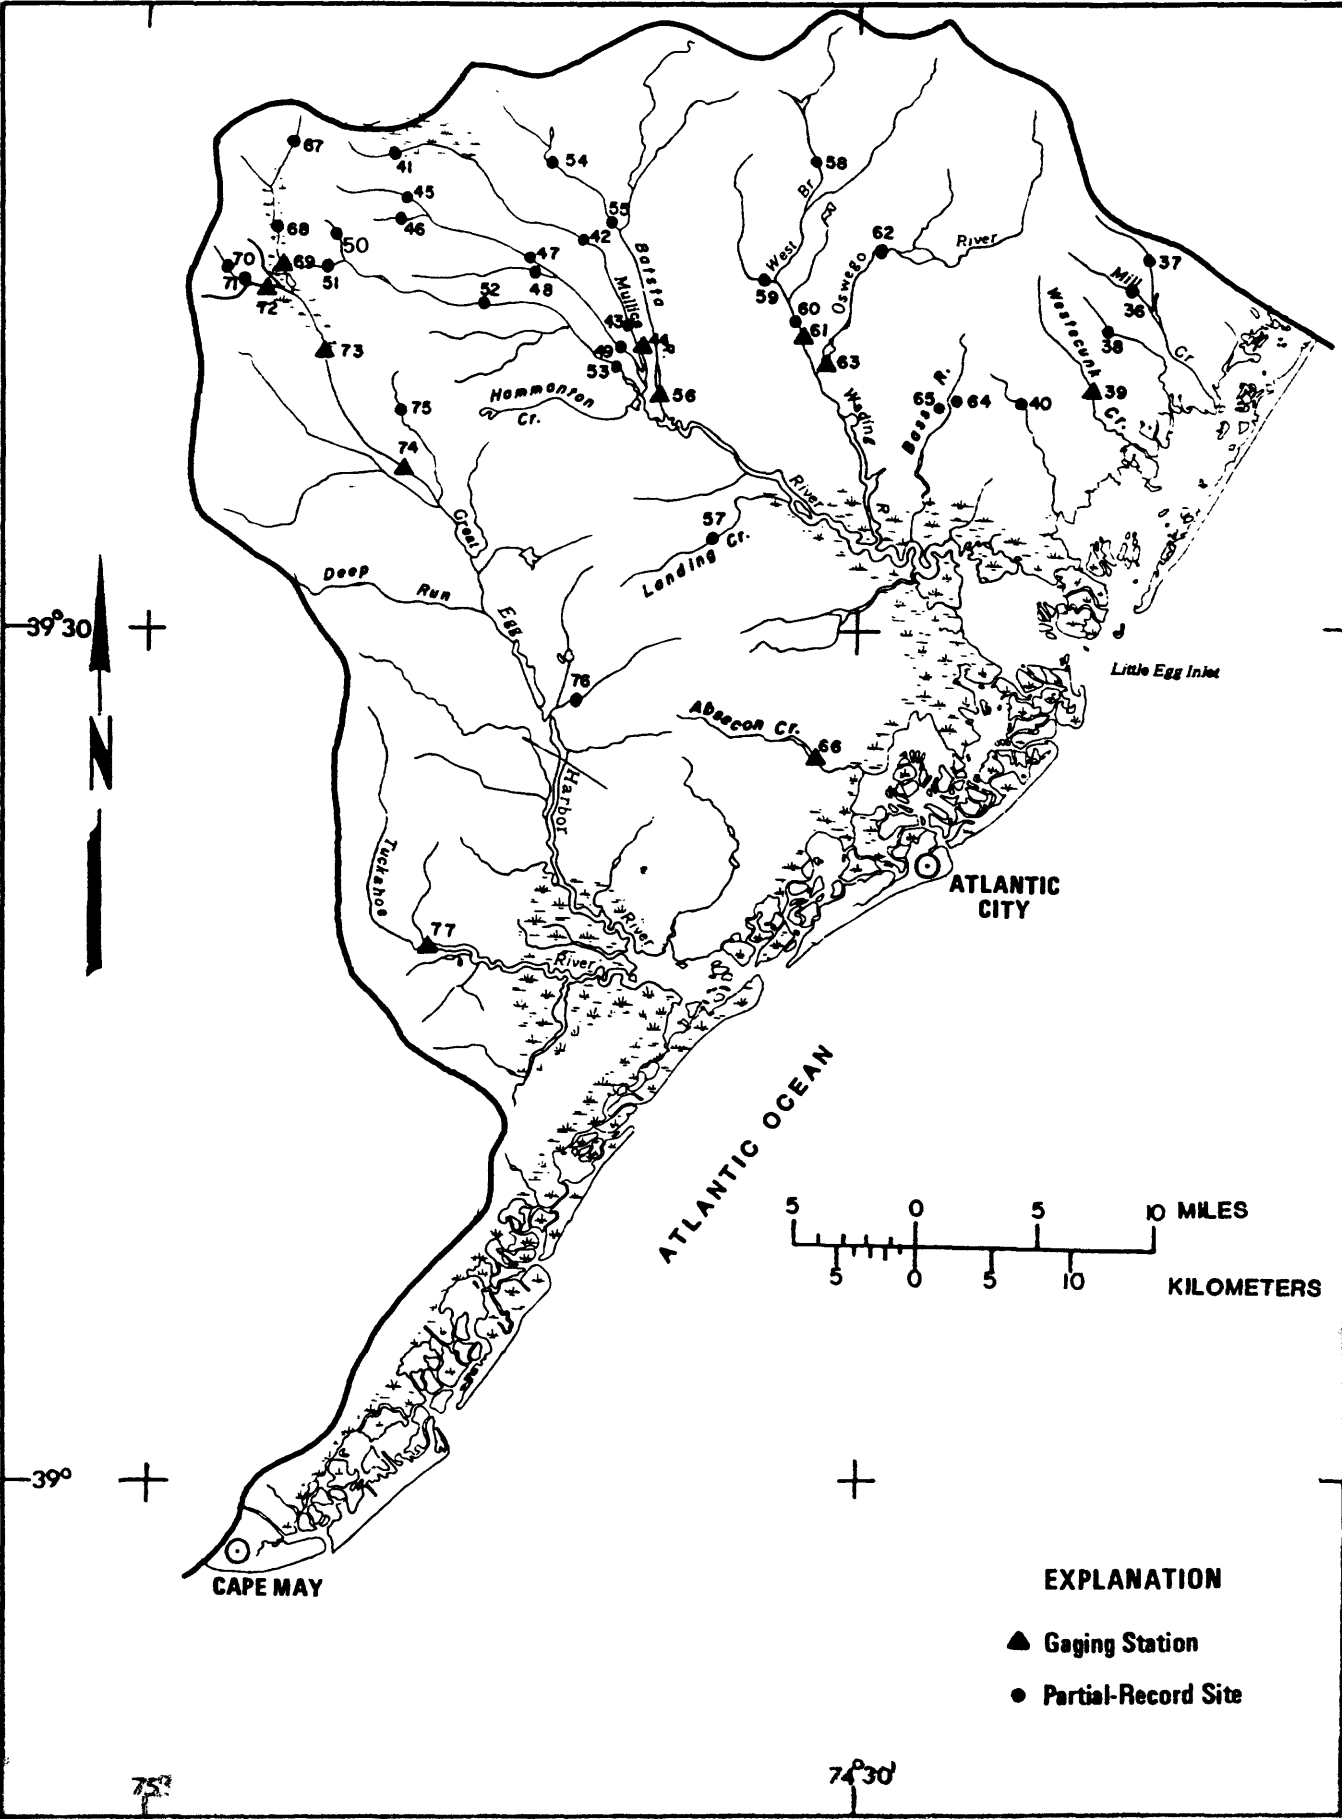 67
41
54
58
45
46
55
Br
68
50
42
62
River
47
Batsto
West
37
70
69
51
48
Oswego
Mill
71
72
52
59
36
Mullica
60
Westecunk
43
61
38
44
Cr
73
49
53
63
Hammonton
56
Cr.
Wading
Bass R.
65
64
40
39
Cr.
75
74
River
R
Great
57
Landing Cr.
Deep
Run
Egg
39°30
Little Egg Inlet
76
Absecon Cr.
66
N
Harbor
Tuckahoe
ATLANTIC
CITY
77
River
River
ATLANTIC OCEAN
5 0 5 10 MILES
5 0 5 10
KILOMETERS
39°
CAPE MAY
EXPLANATION
Gaging Station
Partial-Record Site
75°
74°30'